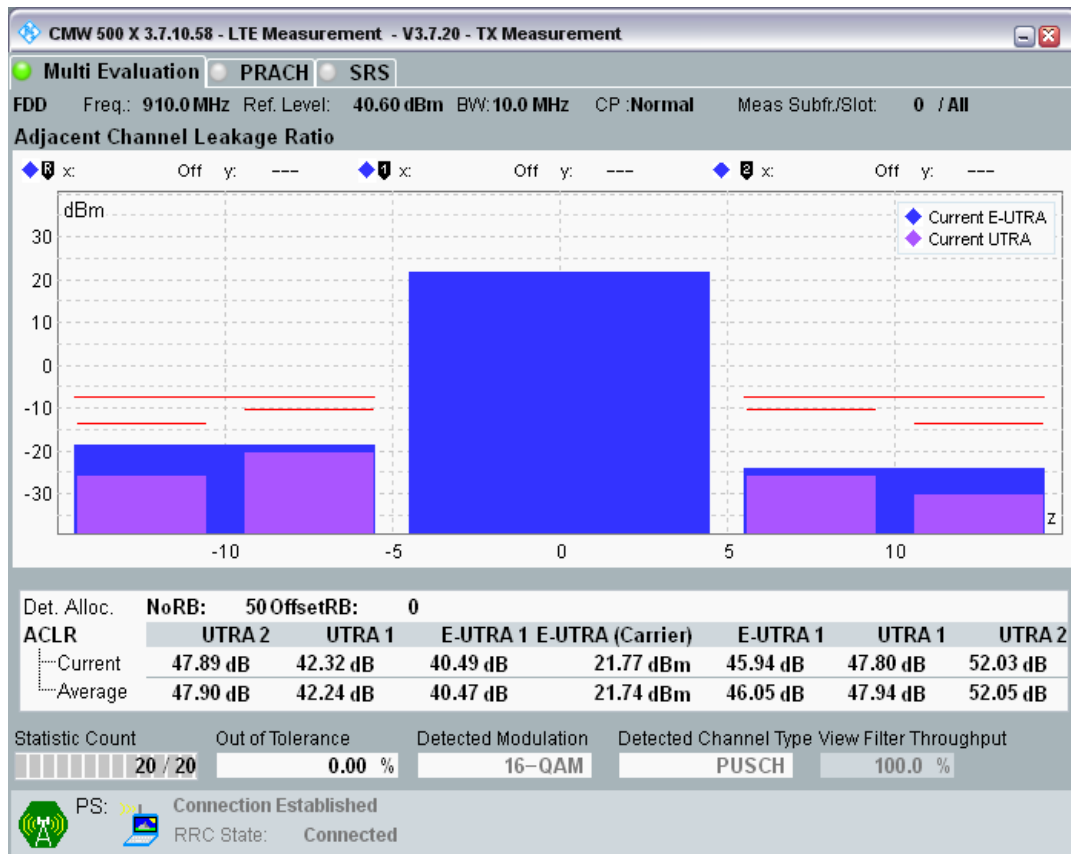 CMW 500 X 3.7.10.58 - LTE Measurement - V3.7.20 - TX Measurement
Multi Evaluation PRACH SRS
FDD Freq.: 910.0 MHz Ref. Level: 40.60 dBm BW: 10.0 MHz CP :Normal Meas Subfr./Slot: 0 / All
Adjacent Channel Leakage Ratio
R x: Off y: --- 1 x: Off y: --- 2 x: Off y: ---
dBm
Current E-UTRA
Current UTRA
30
20
10
0
-10
-20
-30
z
-10 -5 0 5 10
Det. Alloc. NoRB: 50 OffsetRB: 0
ACLR UTRA 2 UTRA 1 E-UTRA 1 E-UTRA (Carrier) E-UTRA 1 UTRA 1 UTRA 2
Current 47.89 dB 42.32 dB 40.49 dB 21.77 dBm 45.94 dB 47.80 dB 52.03 dB
Average 47.90 dB 42.24 dB 40.47 dB 21.74 dBm 46.05 dB 47.94 dB 52.05 dB
Statistic Count Out of Tolerance Detected Modulation Detected Channel Type View Filter Throughput
20 / 20 0.00 % 16-QAM PUSCH 100.0 %
PS: Connection Established
RRC State: Connected